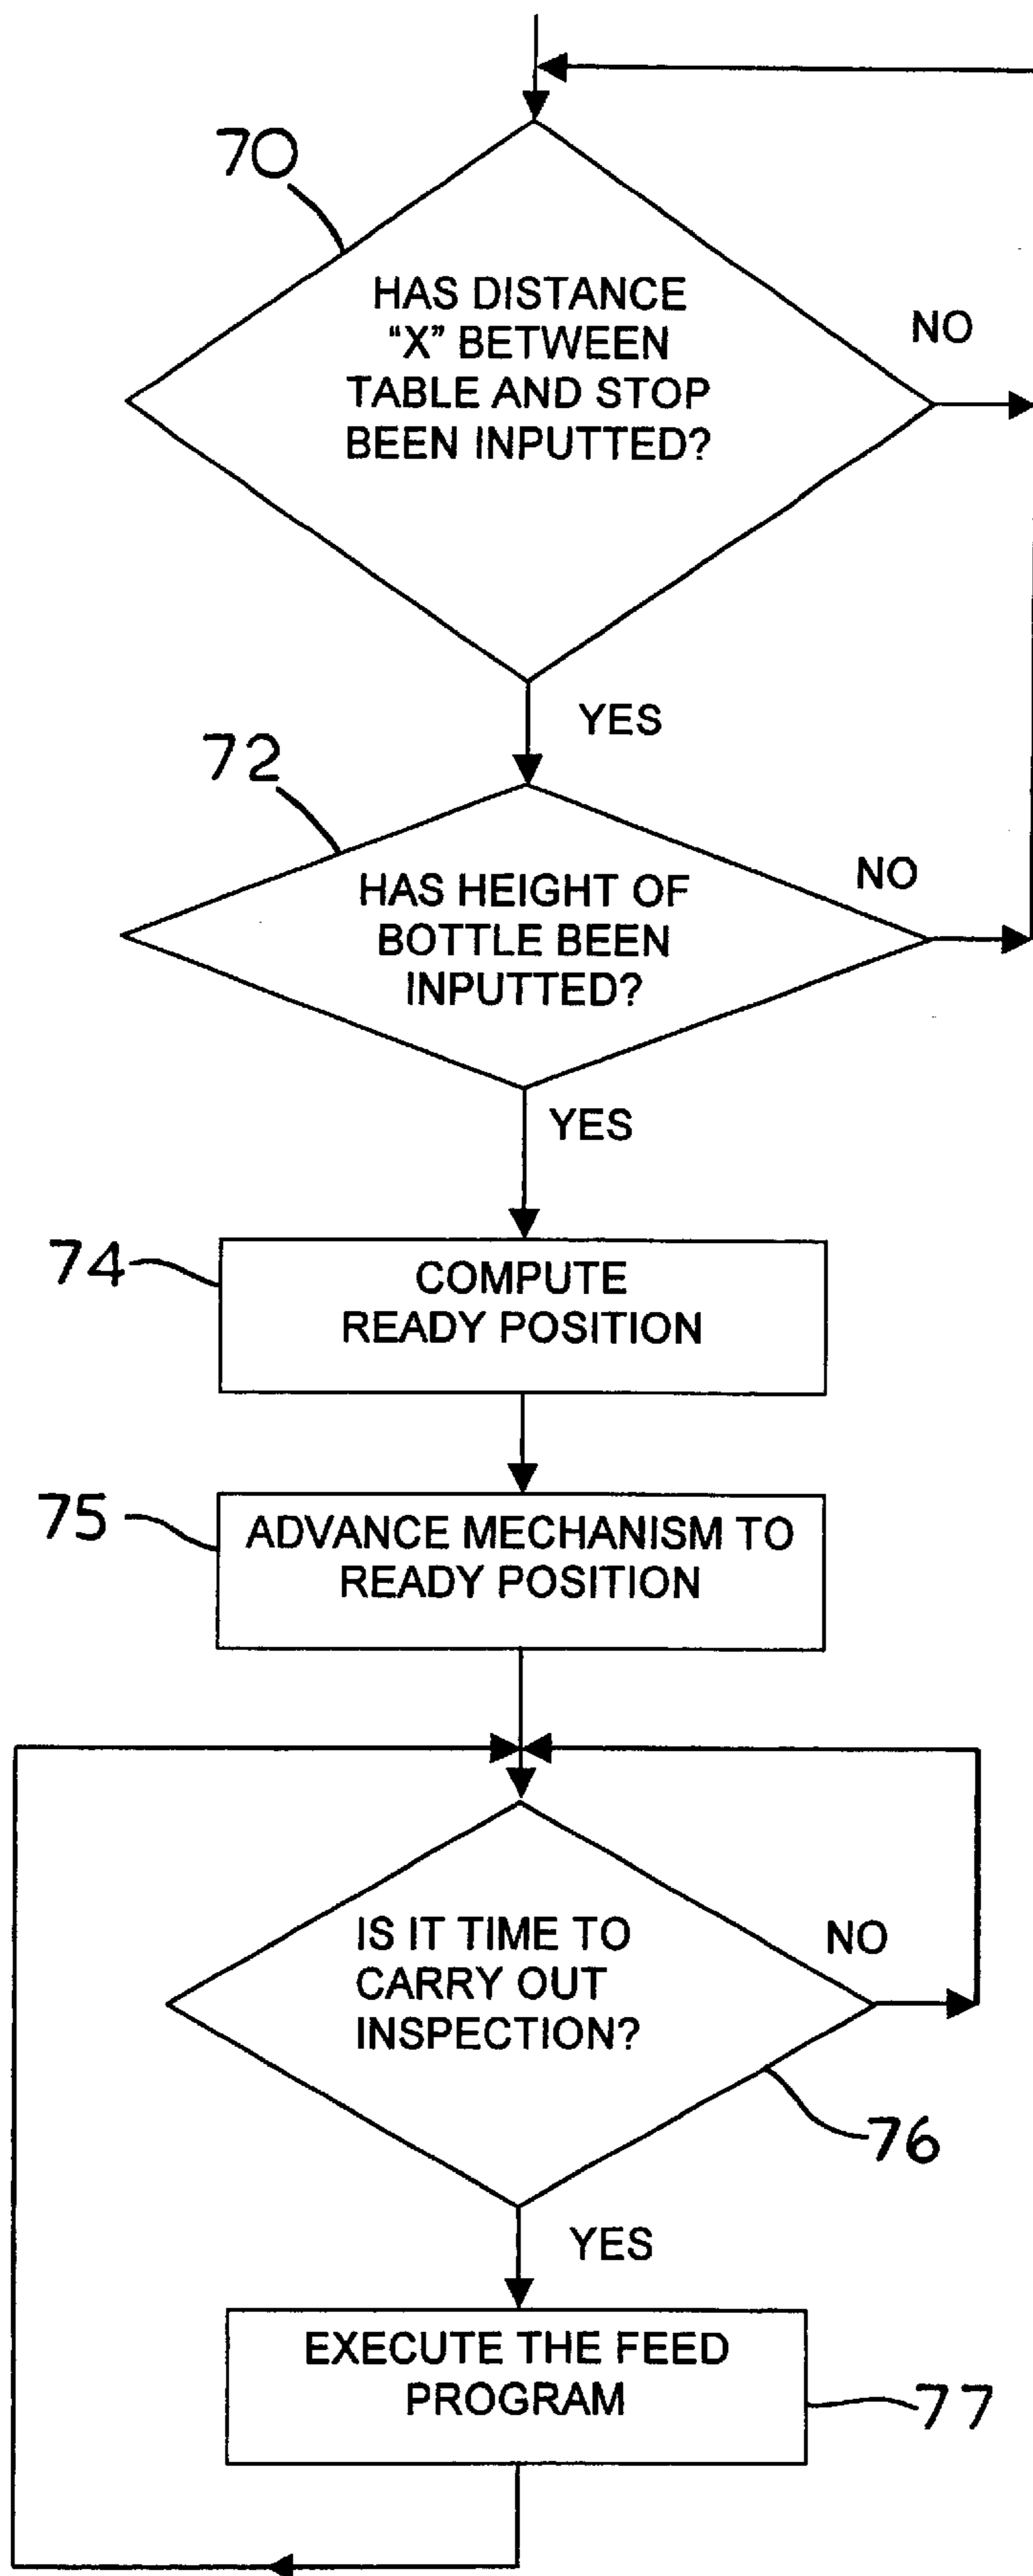 70
HAS DISTANCE
“X” BETWEEN
TABLE AND STOP
BEEN INPUTTED?
NO
YES
72
HAS HEIGHT OF
BOTTLE BEEN
INPUTTED?
NO
YES
74
COMPUTE
READY POSITION
75
ADVANCE MECHANISM TO
READY POSITION
IS IT TIME TO
CARRY OUT
INSPECTION?
NO
76
YES
EXECUTE THE FEED
PROGRAM
77